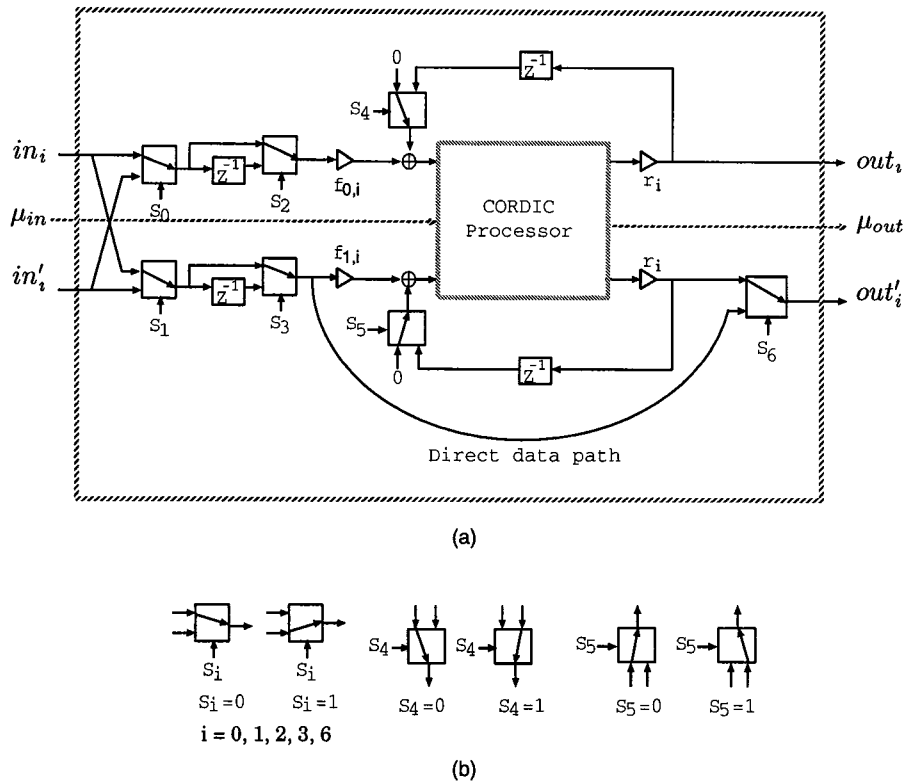 0
z⁻¹
S₄
inᵢ
z⁻¹
f₀,ᵢ
rᵢ
outᵢ
S₀
S₂
μᵢₙ
CORDIC
Processor
μₒᵤₜ
in'ᵢ
z⁻¹
f₁,ᵢ
rᵢ
out'ᵢ
S₁
S₃
S₅
S₆
0
z⁻¹
Direct data path
(a)
Sᵢ
Sᵢ
S₄
S₄
S₅
S₅
Sᵢ=0
Sᵢ=1
S₄=0
S₄=1
S₅=0
S₅=1
i = 0, 1, 2, 3, 6
(b)